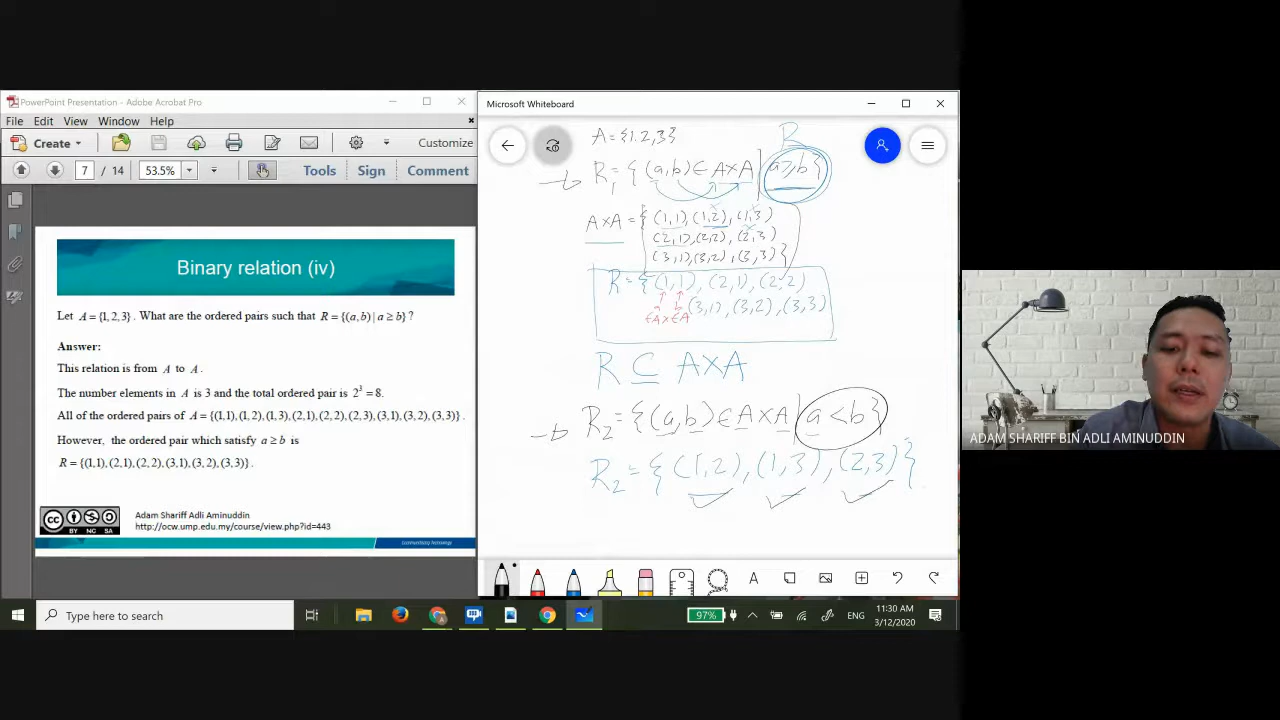 PowerPoint Presentation - Adobe Acrobat Pro
File Edit View Window Help
Create
Customize
7 / 14 53.5% Tools Sign Comment
Binary relation (iv)
Let A = {1, 2, 3}. What are the ordered pairs such that R = {(a, b) | a ≥ b}?
Answer:
This relation is from A to A.
The number elements in A is 3 and the total ordered pair is 2³ = 8.
All of the ordered pairs of A = {(1,1), (1, 2), (1, 3), (2,1), (2, 2), (2, 3), (3,1), (3, 2), (3, 3)}.
However, the ordered pair which satisfy a ≥ b is
R = {(1,1), (2,1), (2, 2), (3,1), (3, 2), (3, 3)}.
cc BY NC SA
Adam Shariff Adli Aminuddin
http://ocw.ump.edu.my/course/view.php?id=443
Microsoft Whiteboard
A = {1,2,3}
R
R₁ = {(a,b) ∈ A×A | a ≥ b}
A×A = {(1,1),(1,2),(1,3)
(2,1),(2,2),(2,3)
(3,1),(3,2),(3,3)}
R = {(1,1), (2,1), (2,2)
(3,1), (3,2), (3,3)
∈A × ∈A
R ⊆ A×A
R₂ = {(a,b) ∈ A×A | a < b}
R₂ = {(1,2), (1,3), (2,3)}
A
ADAM SHARIFF BIN ADLI AMINUDDIN
Type here to search
97%
ENG
11:30 AM
3/12/2020